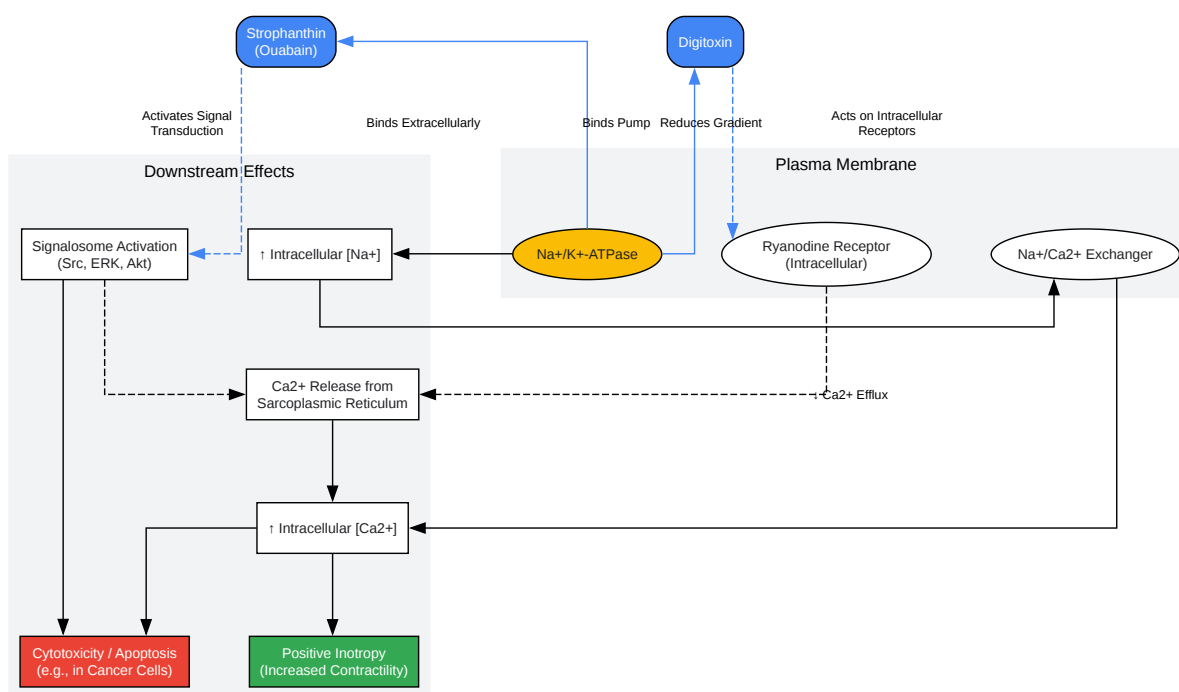 Strophanthin
(Ouabain)
Digitoxin
Activates Signal
Transduction
Binds Extracellularly
Binds Pump
Reduces Gradient
Acts on Intracellular
Receptors
Downstream Effects
Plasma Membrane
Signalosome Activation
(Src, ERK, Akt)
↑ Intracellular [Na+]
Na+/K+-ATPase
Ryanodine Receptor
(Intracellular)
Na+/Ca2+ Exchanger
Ca2+ Release from
Sarcoplasmic Reticulum
↓ Ca2+ Efflux
↑ Intracellular [Ca2+]
Cytotoxicity / Apoptosis
(e.g., in Cancer Cells)
Positive Inotropy
(Increased Contractility)